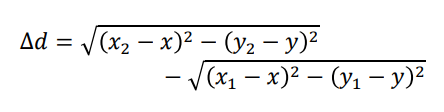 Δd = √(x₂ − x)² − (y₂ − y)²
− √(x₁ − x)² − (y₁ − y)²